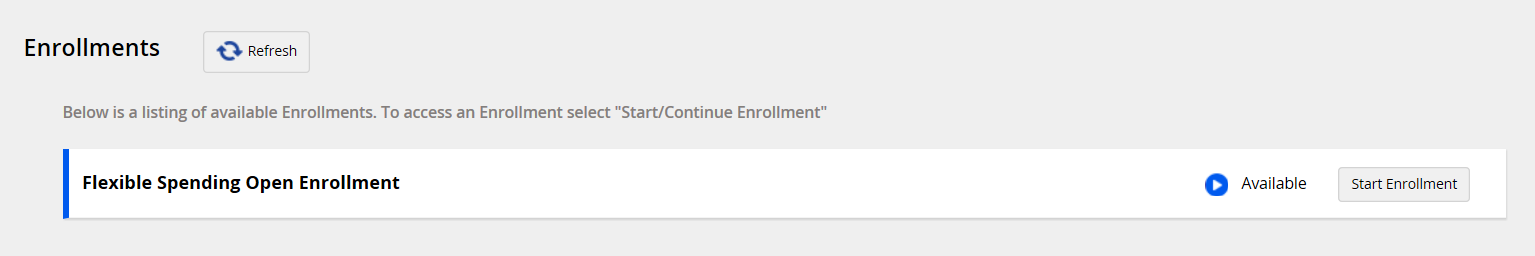 Enrollments
Refresh
Below is a listing of available Enrollments. To access an Enrollment select "Start/Continue Enrollment"
Flexible Spending Open Enrollment
Available
Start Enrollment